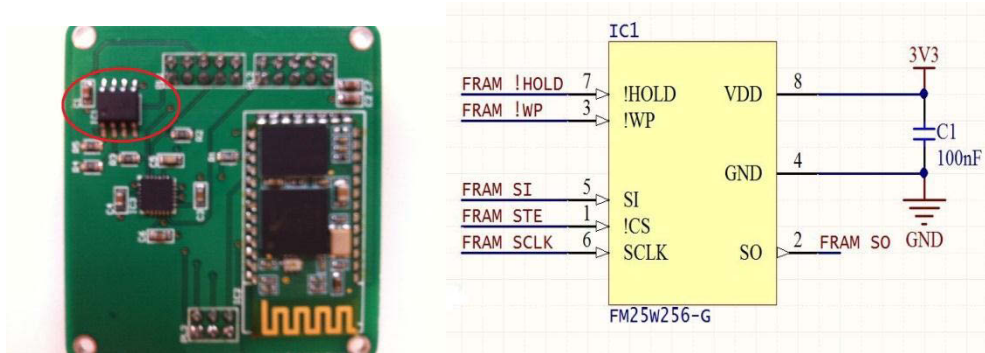 IC1
3V3
FRAM !HOLD 7 !HOLD VDD 8
FRAM !WP 3 !WP
C1
100nF
GND 4
FRAM SI 5 SI
FRAM STE 1 !CS
FRAM SCLK 6 SCLK SO 2 FRAM SO GND
FM25W256-G